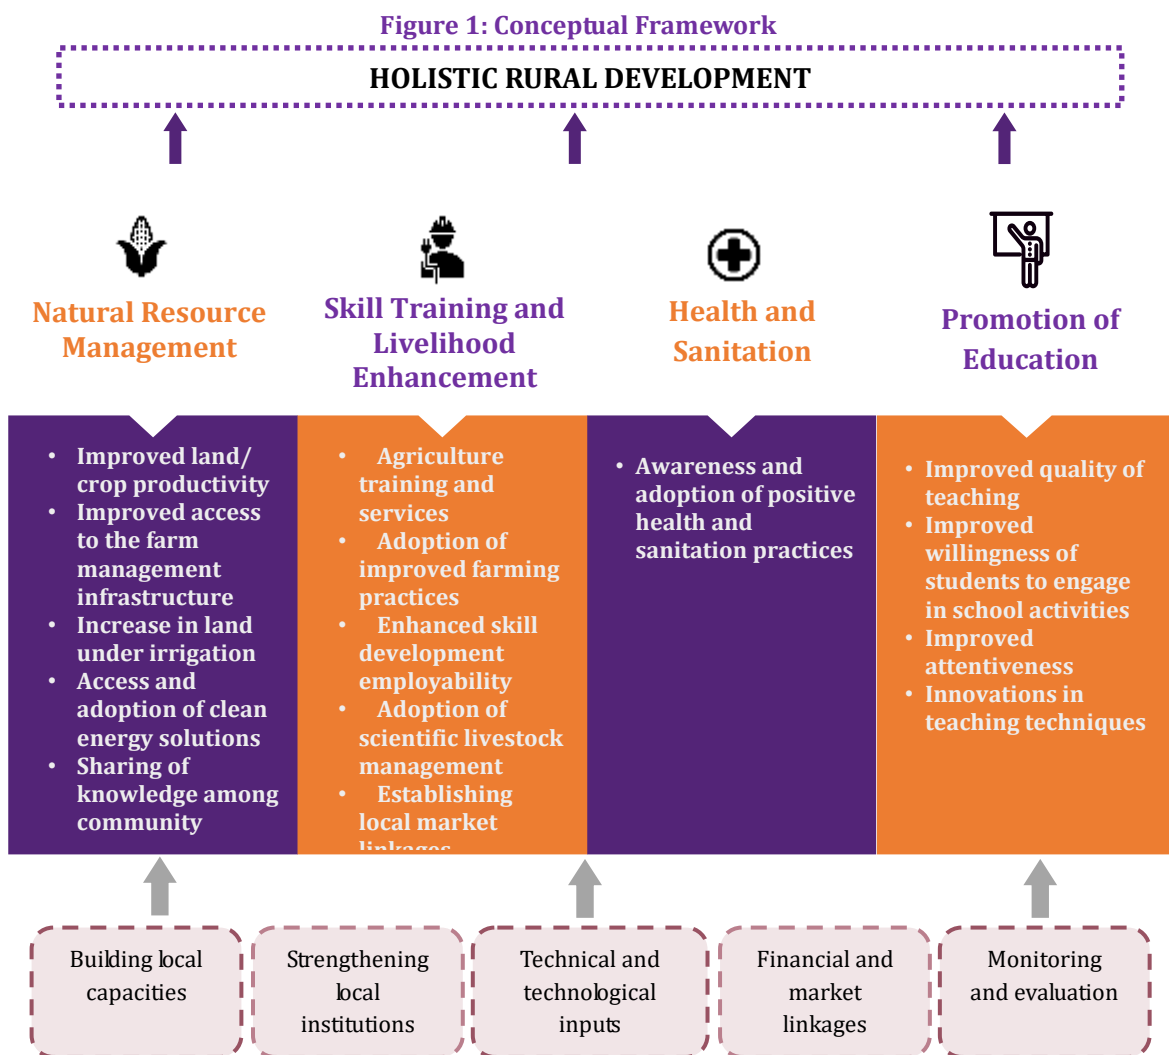 Figure 1: Conceptual Framework
HOLISTIC RURAL DEVELOPMENT
Natural Resource
Management
Skill Training and
Livelihood
Enhancement
Health and
Sanitation
Promotion of
Education
• Improved land/
crop productivity
• Improved access
to the farm
management
infrastructure
• Increase in land
under irrigation
• Access and
adoption of clean
energy solutions
• Sharing of
knowledge among
community
• Agriculture
training and
services
• Adoption of
improved farming
practices
• Enhanced skill
development
employability
• Adoption of
scientific livestock
management
• Establishing
local market
linkages
• Awareness and
adoption of positive
health and
sanitation practices
• Improved quality of
teaching
• Improved
willingness of
students to engage
in school activities
• Improved
attentiveness
• Innovations in
teaching techniques
Building local
capacities
Strengthening
local
institutions
Technical and
technological
inputs
Financial and
market
linkages
Monitoring
and evaluation